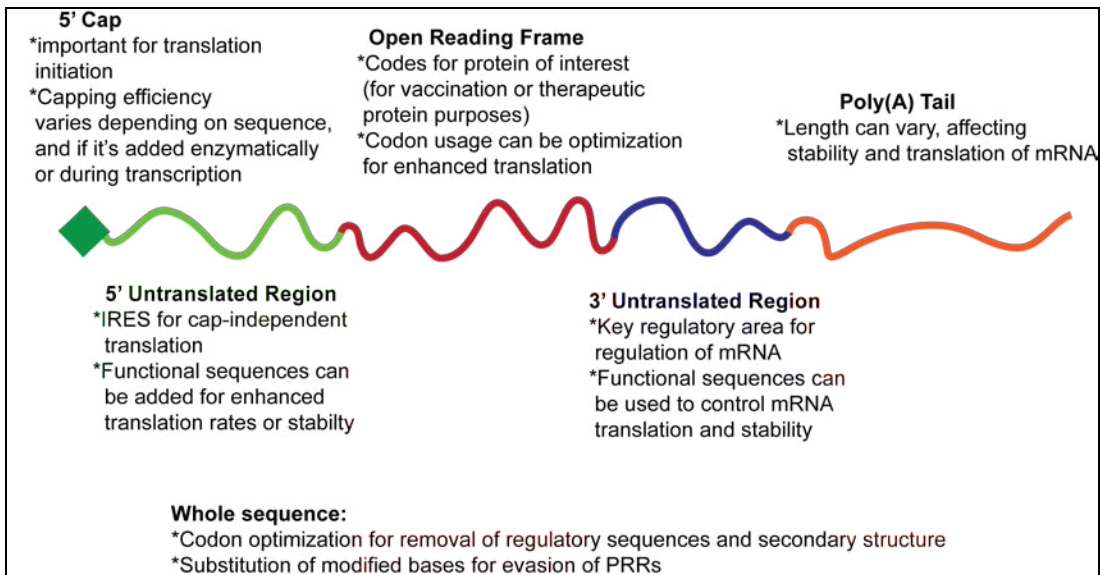 5’ Cap
*important for translation
initiation
*Capping efficiency
varies depending on sequence,
and if it’s added enzymatically
or during transcription
Open Reading Frame
*Codes for protein of interest
(for vaccination or therapeutic
protein purposes)
*Codon usage can be optimization
for enhanced translation
Poly(A) Tail
*Length can vary, affecting
stability and translation of mRNA
5’ Untranslated Region
*IRES for cap-independent
translation
*Functional sequences can
be added for enhanced
translation rates or stabilty
3’ Untranslated Region
*Key regulatory area for
regulation of mRNA
*Functional sequences can
be used to control mRNA
translation and stability
Whole sequence:
*Codon optimization for removal of regulatory sequences and secondary structure
*Substitution of modified bases for evasion of PRRs